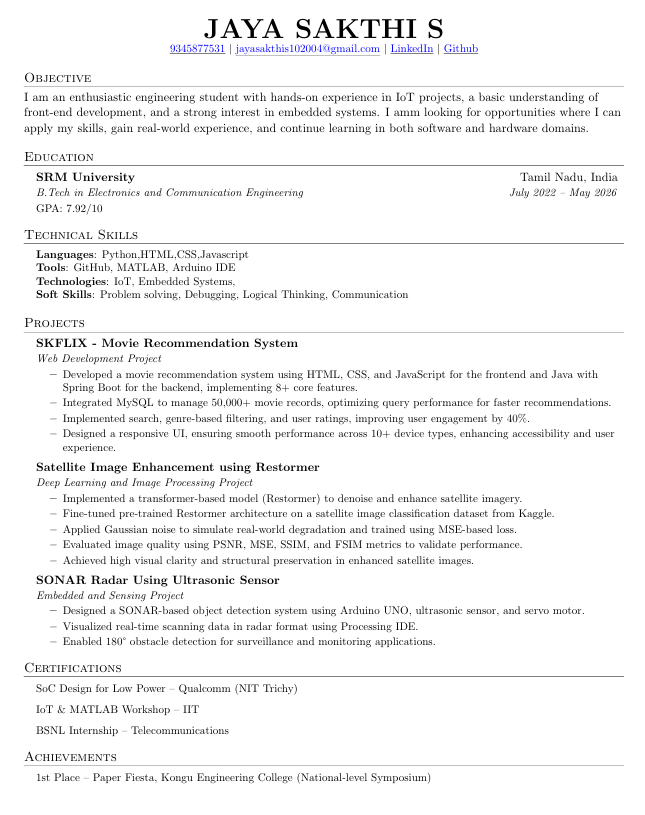 JAYA SAKTHI S
9345877531 | jayasakthis102004@gmail.com | LinkedIn | Github
Objective
I am an enthusiastic engineering student with hands-on experience in IoT projects, a basic understanding of
front-end development, and a strong interest in embedded systems. I amm looking for opportunities where I can
apply my skills, gain real-world experience, and continue learning in both software and hardware domains.
Education
SRM University Tamil Nadu, India
B.Tech in Electronics and Communication Engineering July 2022 – May 2026
GPA: 7.92/10
Technical Skills
Languages: Python,HTML,CSS,Javascript
Tools: GitHub, MATLAB, Arduino IDE
Technologies: IoT, Embedded Systems,
Soft Skills: Problem solving, Debugging, Logical Thinking, Communication
Projects
SKFLIX - Movie Recommendation System
Web Development Project
– Developed a movie recommendation system using HTML, CSS, and JavaScript for the frontend and Java with
Spring Boot for the backend, implementing 8+ core features.
– Integrated MySQL to manage 50,000+ movie records, optimizing query performance for faster recommendations.
– Implemented search, genre-based filtering, and user ratings, improving user engagement by 40%.
– Designed a responsive UI, ensuring smooth performance across 10+ device types, enhancing accessibility and user
experience.
Satellite Image Enhancement using Restormer
Deep Learning and Image Processing Project
– Implemented a transformer-based model (Restormer) to denoise and enhance satellite imagery.
– Fine-tuned pre-trained Restormer architecture on a satellite image classification dataset from Kaggle.
– Applied Gaussian noise to simulate real-world degradation and trained using MSE-based loss.
– Evaluated image quality using PSNR, MSE, SSIM, and FSIM metrics to validate performance.
– Achieved high visual clarity and structural preservation in enhanced satellite images.
SONAR Radar Using Ultrasonic Sensor
Embedded and Sensing Project
– Designed a SONAR-based object detection system using Arduino UNO, ultrasonic sensor, and servo motor.
– Visualized real-time scanning data in radar format using Processing IDE.
– Enabled 180° obstacle detection for surveillance and monitoring applications.
Certifications
SoC Design for Low Power – Qualcomm (NIT Trichy)
IoT & MATLAB Workshop – IIT
BSNL Internship – Telecommunications
Achievements
1st Place – Paper Fiesta, Kongu Engineering College (National-level Symposium)